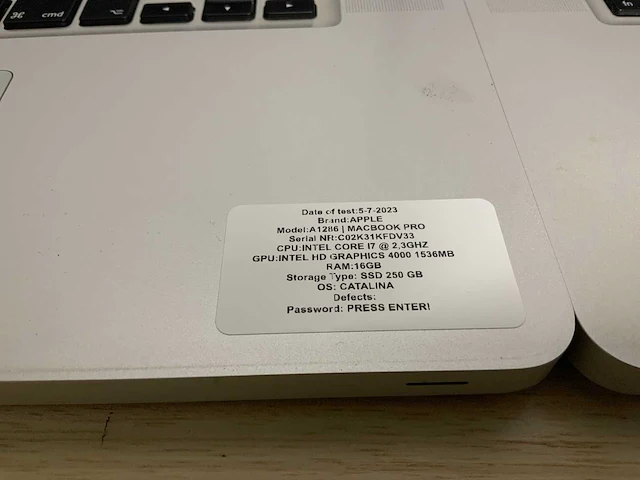 ⌘ cmd
⌥
fn
Date of test:5-7-2023
Brand:APPLE
Model:A1286 | MACBOOK PRO
Serial NR:C02K31KFDV33
CPU:INTEL CORE I7 @ 2,3GHZ
GPU:INTEL HD GRAPHICS 4000 1536MB
RAM:16GB
Storage Type: SSD 250 GB
OS: CATALINA
Defects:
Password: PRESS ENTER!